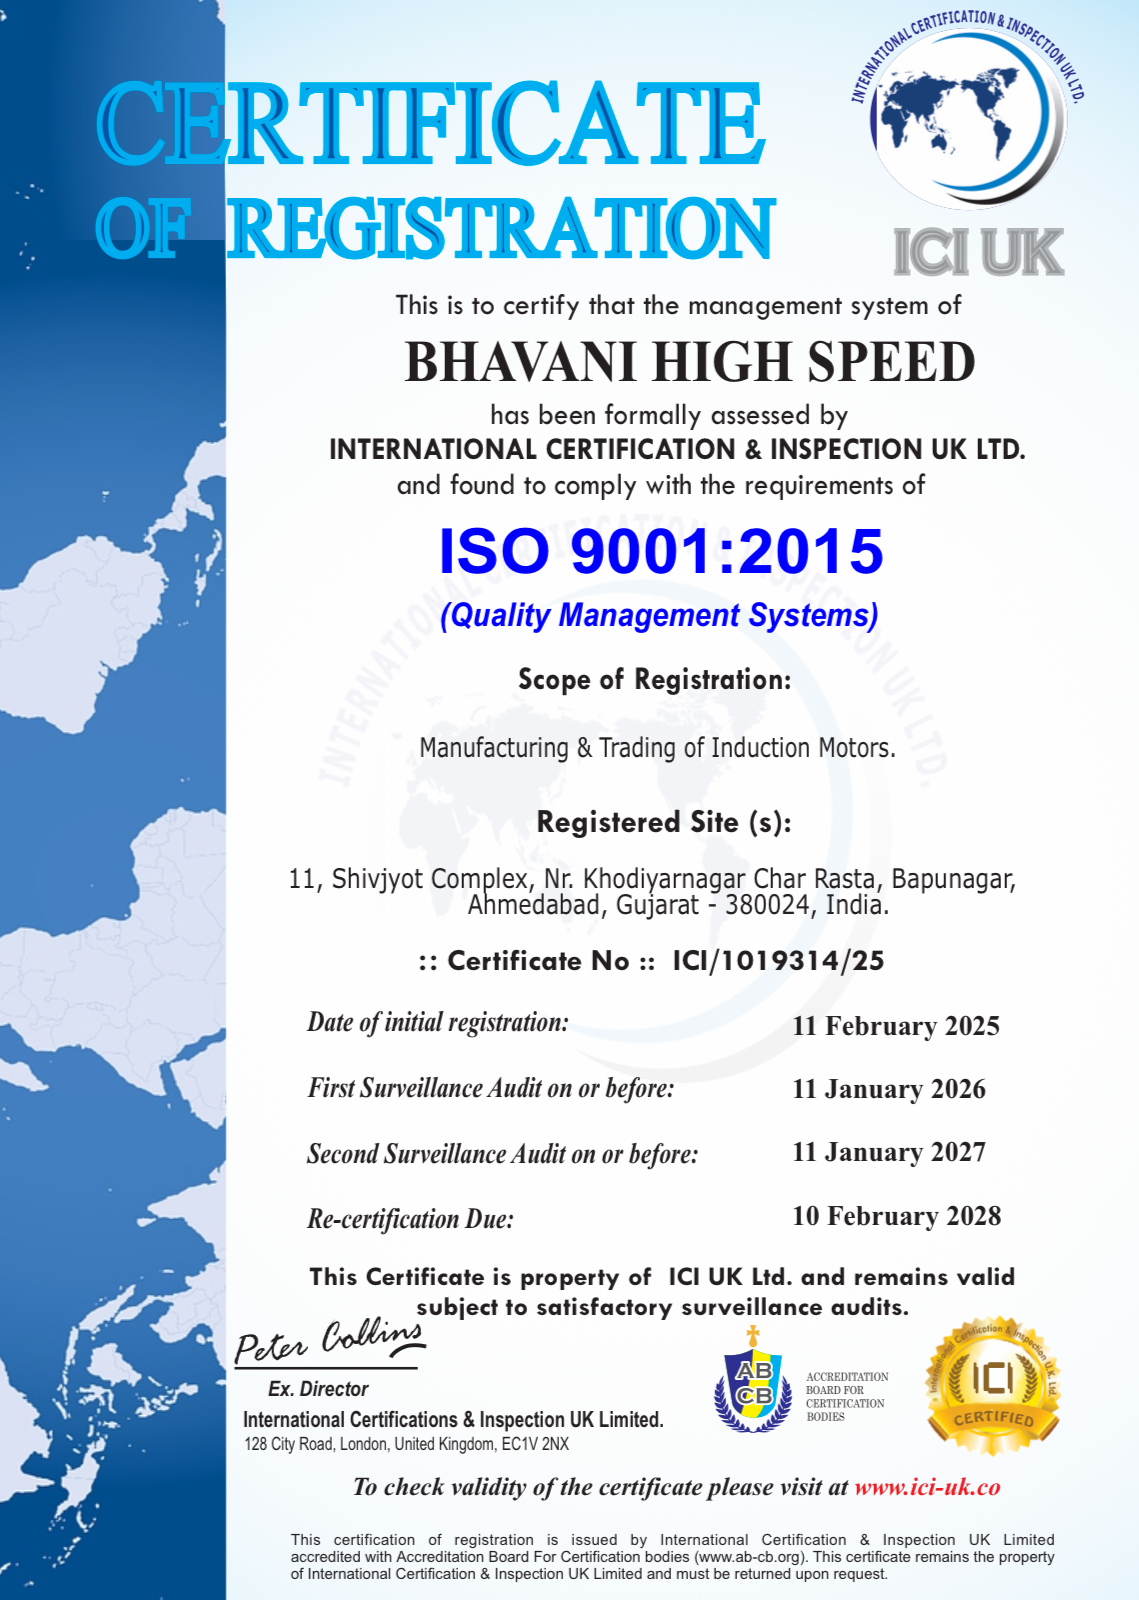 INTERNATIONAL CERTIFICATION & INSPECTION UK LTD.
CERTIFICATE
OF REGISTRATION
ICI UK
This is to certify that the management system of
BHAVANI HIGH SPEED
has been formally assessed by
INTERNATIONAL CERTIFICATION & INSPECTION UK LTD.
and found to comply with the requirements of
INTERNATIONAL CERTIFICATION & INSPECTION UK LTD.
ISO 9001:2015
(Quality Management Systems)
Scope of Registration:
Manufacturing & Trading of Induction Motors.
Registered Site (s):
11, Shivjyot Complex, Nr. Khodiyarnagar Char Rasta, Bapunagar,
Ahmedabad, Gujarat - 380024, India.
:: Certificate No :: ICI/1019314/25
Date of initial registration: 11 February 2025
First Surveillance Audit on or before: 11 January 2026
Second Surveillance Audit on or before: 11 January 2027
Re-certification Due: 10 February 2028
This Certificate is property of ICI UK Ltd. and remains valid
subject to satisfactory surveillance audits.
Peter Collins
Ex. Director
International Certifications & Inspection UK Limited.
128 City Road, London, United Kingdom, EC1V 2NX
AB
CB
ACCREDITATION
BOARD FOR
CERTIFICATION
BODIES
International Certification & Inspection U.K. Ltd.
ICI
CERTIFIED
To check validity of the certificate please visit at www.ici-uk.co
This certification of registration is issued by International Certification & Inspection UK Limited
accredited with Accreditation Board For Certification bodies (www.ab-cb.org). This certificate remains the property
of International Certification & Inspection UK Limited and must be returned upon request.